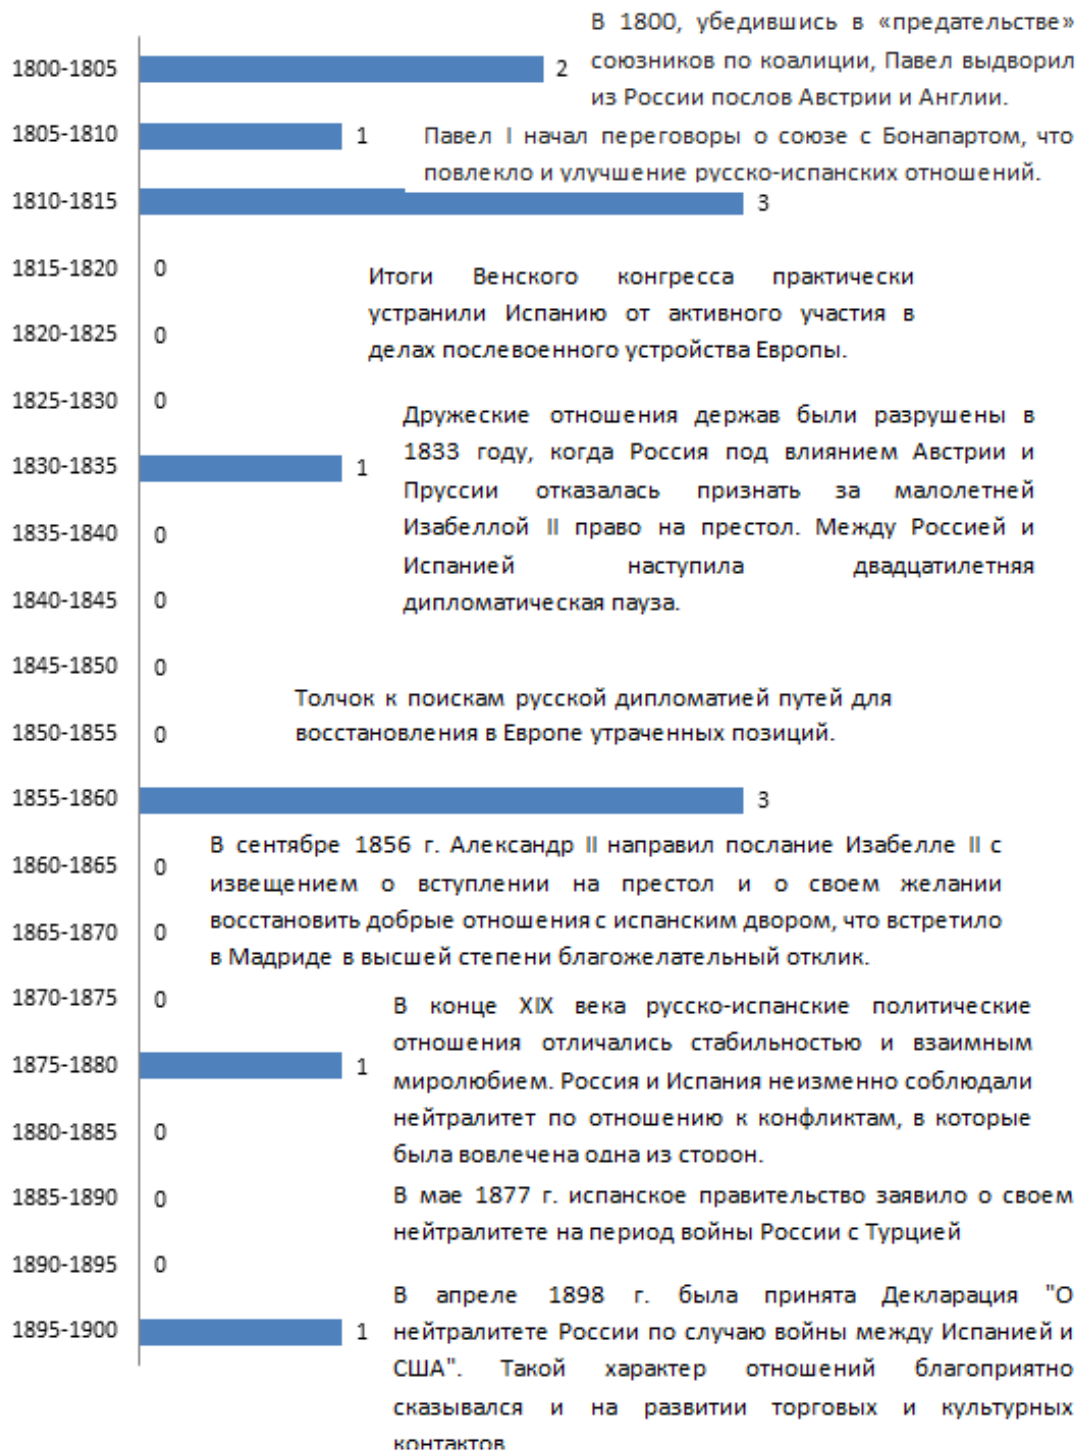 В 1800, убедившись в «предательстве»
1800-1805
2
союзников по коалиции, Павел выдворил
из России послов Австрии и Англии.
1805-1810
1
Павел I начал переговоры о союзе с Бонапартом, что
повлекло и улучшение русско-испанских отношений.
1810-1815
3
1815-1820
0
Итоги Венского конгресса практически
устранили Испанию от активного участия в
1820-1825
0
делах послевоенного устройства Европы.
1825-1830
0
Дружеские отношения держав были разрушены в
1833 году, когда Россия под влиянием Австрии и
1830-1835
1
Пруссии отказалась признать за малолетней
Изабеллой II право на престол. Между Россией и
1835-1840
0
Испанией наступила двадцатилетняя
дипломатическая пауза.
1840-1845
0
1845-1850
0
Толчок к поискам русской дипломатией путей для
восстановления в Европе утраченных позиций.
1850-1855
0
1855-1860
3
В сентябре 1856 г. Александр II направил послание Изабелле II с
1860-1865
0
извещением о вступлении на престол и о своем желании
восстановить добрые отношения с испанским двором, что встретило
1865-1870
0
в Мадриде в высшей степени благожелательный отклик.
1870-1875
0
В конце XIX века русско-испанские политические
отношения отличались стабильностью и взаимным
1875-1880
1
миролюбием. Россия и Испания неизменно соблюдали
нейтралитет по отношению к конфликтам, в которые
1880-1885
0
была вовлечена одна из сторон.
1885-1890
0
В мае 1877 г. испанское правительство заявило о своем
нейтралитете на период войны России с Турцией
1890-1895
0
В апреле 1898 г. была принята Декларация "О
1895-1900
1
нейтралитете России по случаю войны между Испанией и
США". Такой характер отношений благоприятно
сказывался и на развитии торговых и культурных
контактов